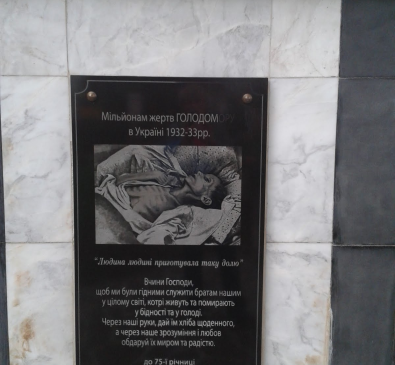 Мільйонам жертв ГОЛОДОМ
в Україні 1932-33рр.
"Людина людині приготувала таку долю"
Вчини Господи,
щоб ми були гідними служити братам нашим
у цілому світі, котрі живуть та помирають
у бідності та у голоді.
Через наші руки, дай їм хліба щоденного,
а через наше зрозуміння і любов
обдаруй їх миром та радістю.
до 75-ї річниці